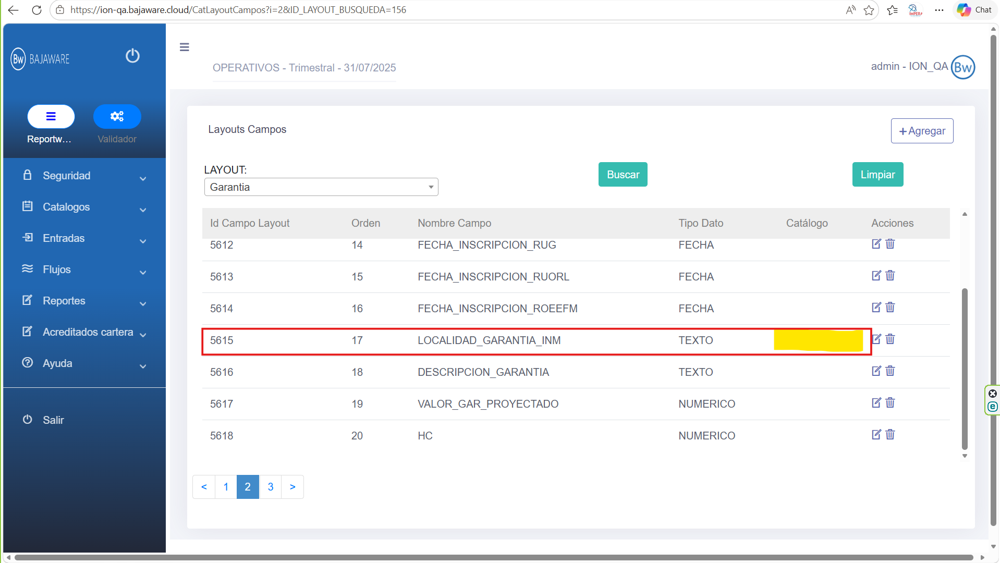 https://ion-qa.bajaware.cloud/CatLayoutCampos?i=2&ID_LAYOUT_BUSQUEDA=156
Chat
Bw BAJAWARE
OPERATIVOS - Trimestral - 31/07/2025
admin - ION_QA
Bw
Reportw...
Validador
Seguridad
Catalogos
Entradas
Flujos
Reportes
Acreditados cartera
Ayuda
Salir
Layouts Campos
+Agregar
LAYOUT:
Garantia
Buscar
Limpiar
Id Campo Layout Orden Nombre Campo Tipo Dato Catálogo Acciones
5612 14 FECHA_INSCRIPCION_RUG FECHA
5613 15 FECHA_INSCRIPCION_RUORL FECHA
5614 16 FECHA_INSCRIPCION_ROEEFM FECHA
5615 17 LOCALIDAD_GARANTIA_INM TEXTO
5616 18 DESCRIPCION_GARANTIA TEXTO
5617 19 VALOR_GAR_PROYECTADO NUMERICO
5618 20 HC NUMERICO
< 1 2 3 >